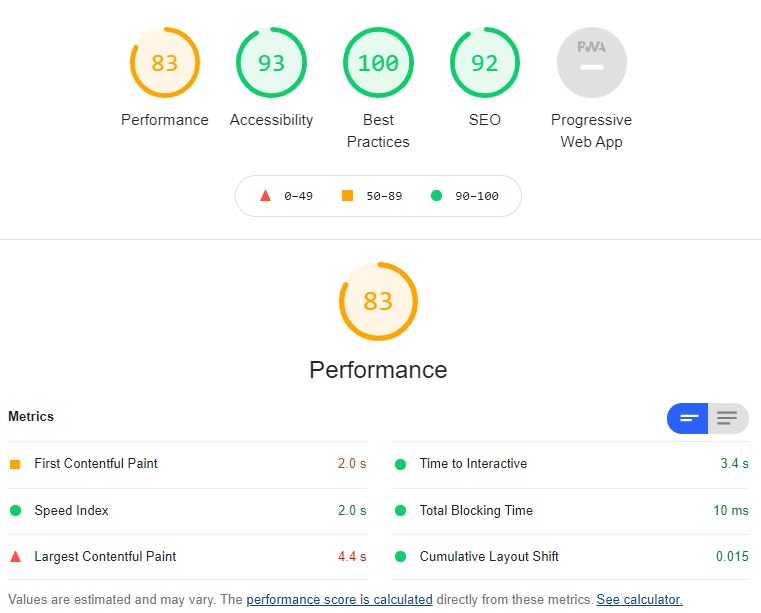 83
93
100
92
PWA
Performance
Accessibility
Best
Practices
SEO
Progressive
Web App
0–49
50–89
90–100
83
Performance
Metrics
First Contentful Paint 2.0 s
Time to Interactive 3.4 s
Speed Index 2.0 s
Total Blocking Time 10 ms
Largest Contentful Paint 4.4 s
Cumulative Layout Shift 0.015
Values are estimated and may vary. The performance score is calculated directly from these metrics. See calculator.